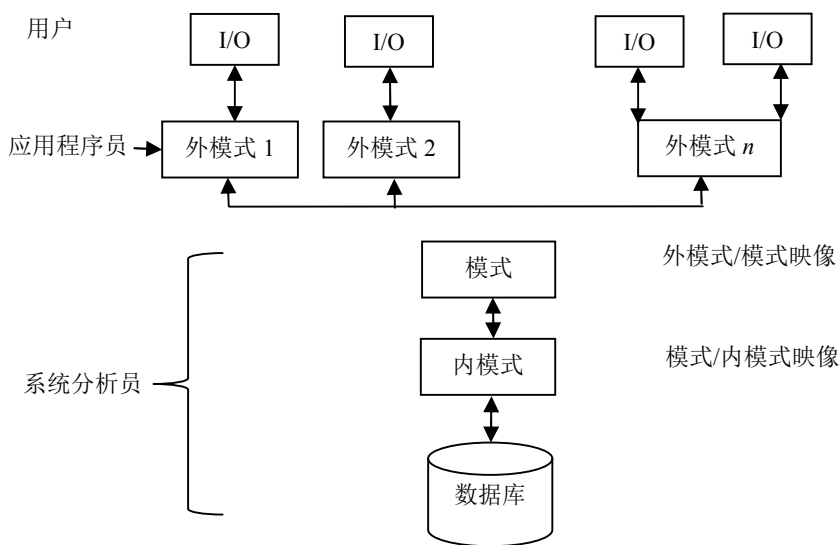 用户
I/O
I/O
I/O
I/O
应用程序员
外模式 1
外模式 2
外模式 n
模式
外模式/模式映像
内模式
模式/内模式映像
系统分析员
数据库